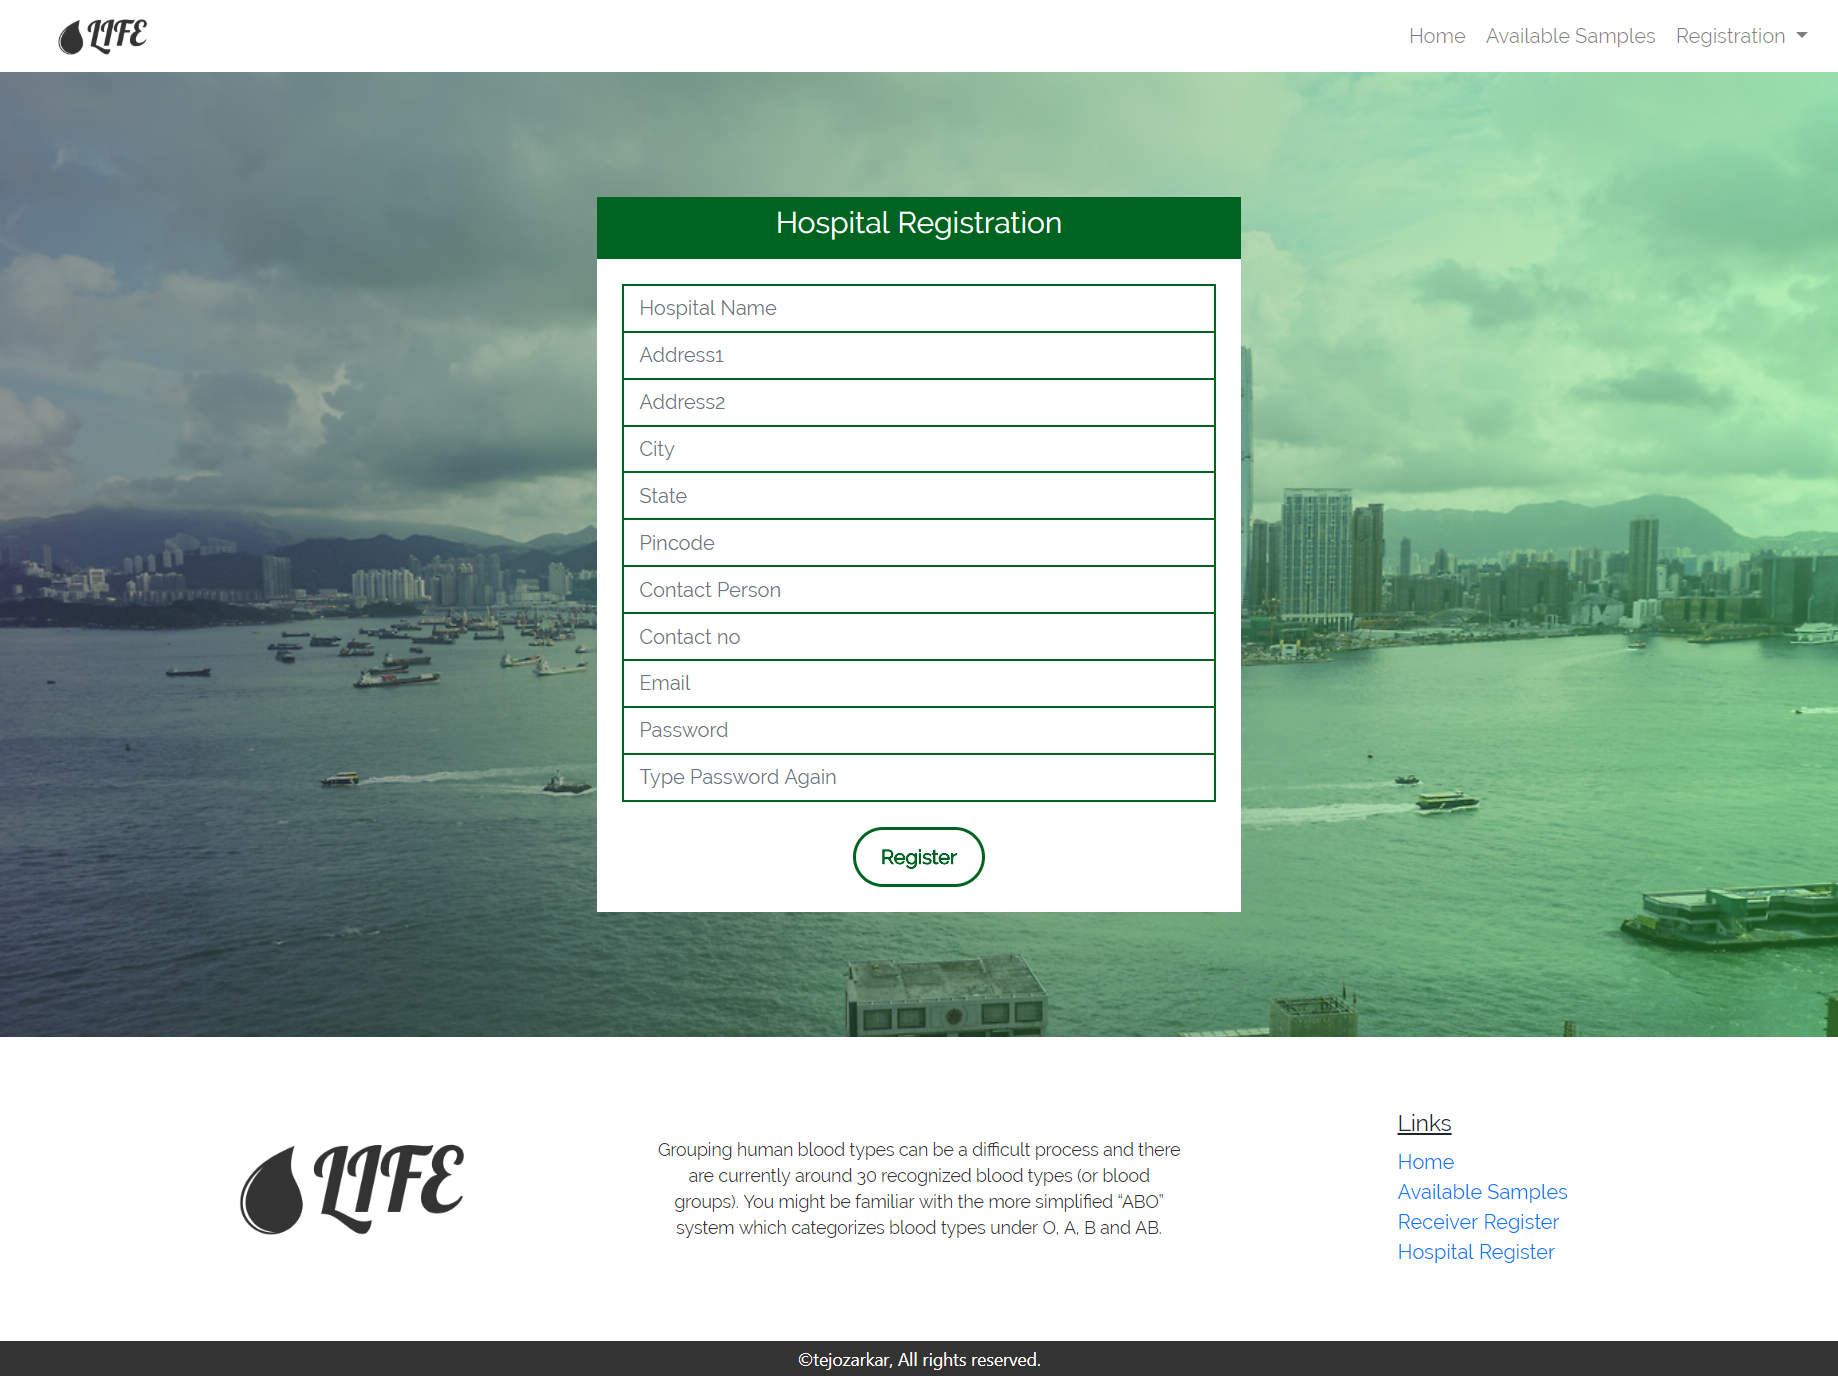 LIFE
Home Available Samples Registration
Hospital Registration
Hospital Name
Address1
Address2
City
State
Pincode
Contact Person
Contact no
Email
Password
Type Password Again
Register
LIFE
Grouping human blood types can be a difficult process and there
are currently around 30 recognized blood types (or blood
groups). You might be familiar with the more simplified “ABO”
system which categorizes blood types under O, A, B and AB.
Links
Home
Available Samples
Receiver Register
Hospital Register
©tejozarkar, All rights reserved.